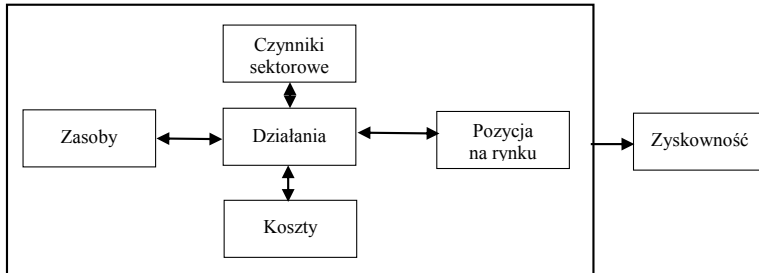 Czynniki
sektorowe
Zasoby
Działania
Pozycja
na rynku
Zyskowność
Koszty